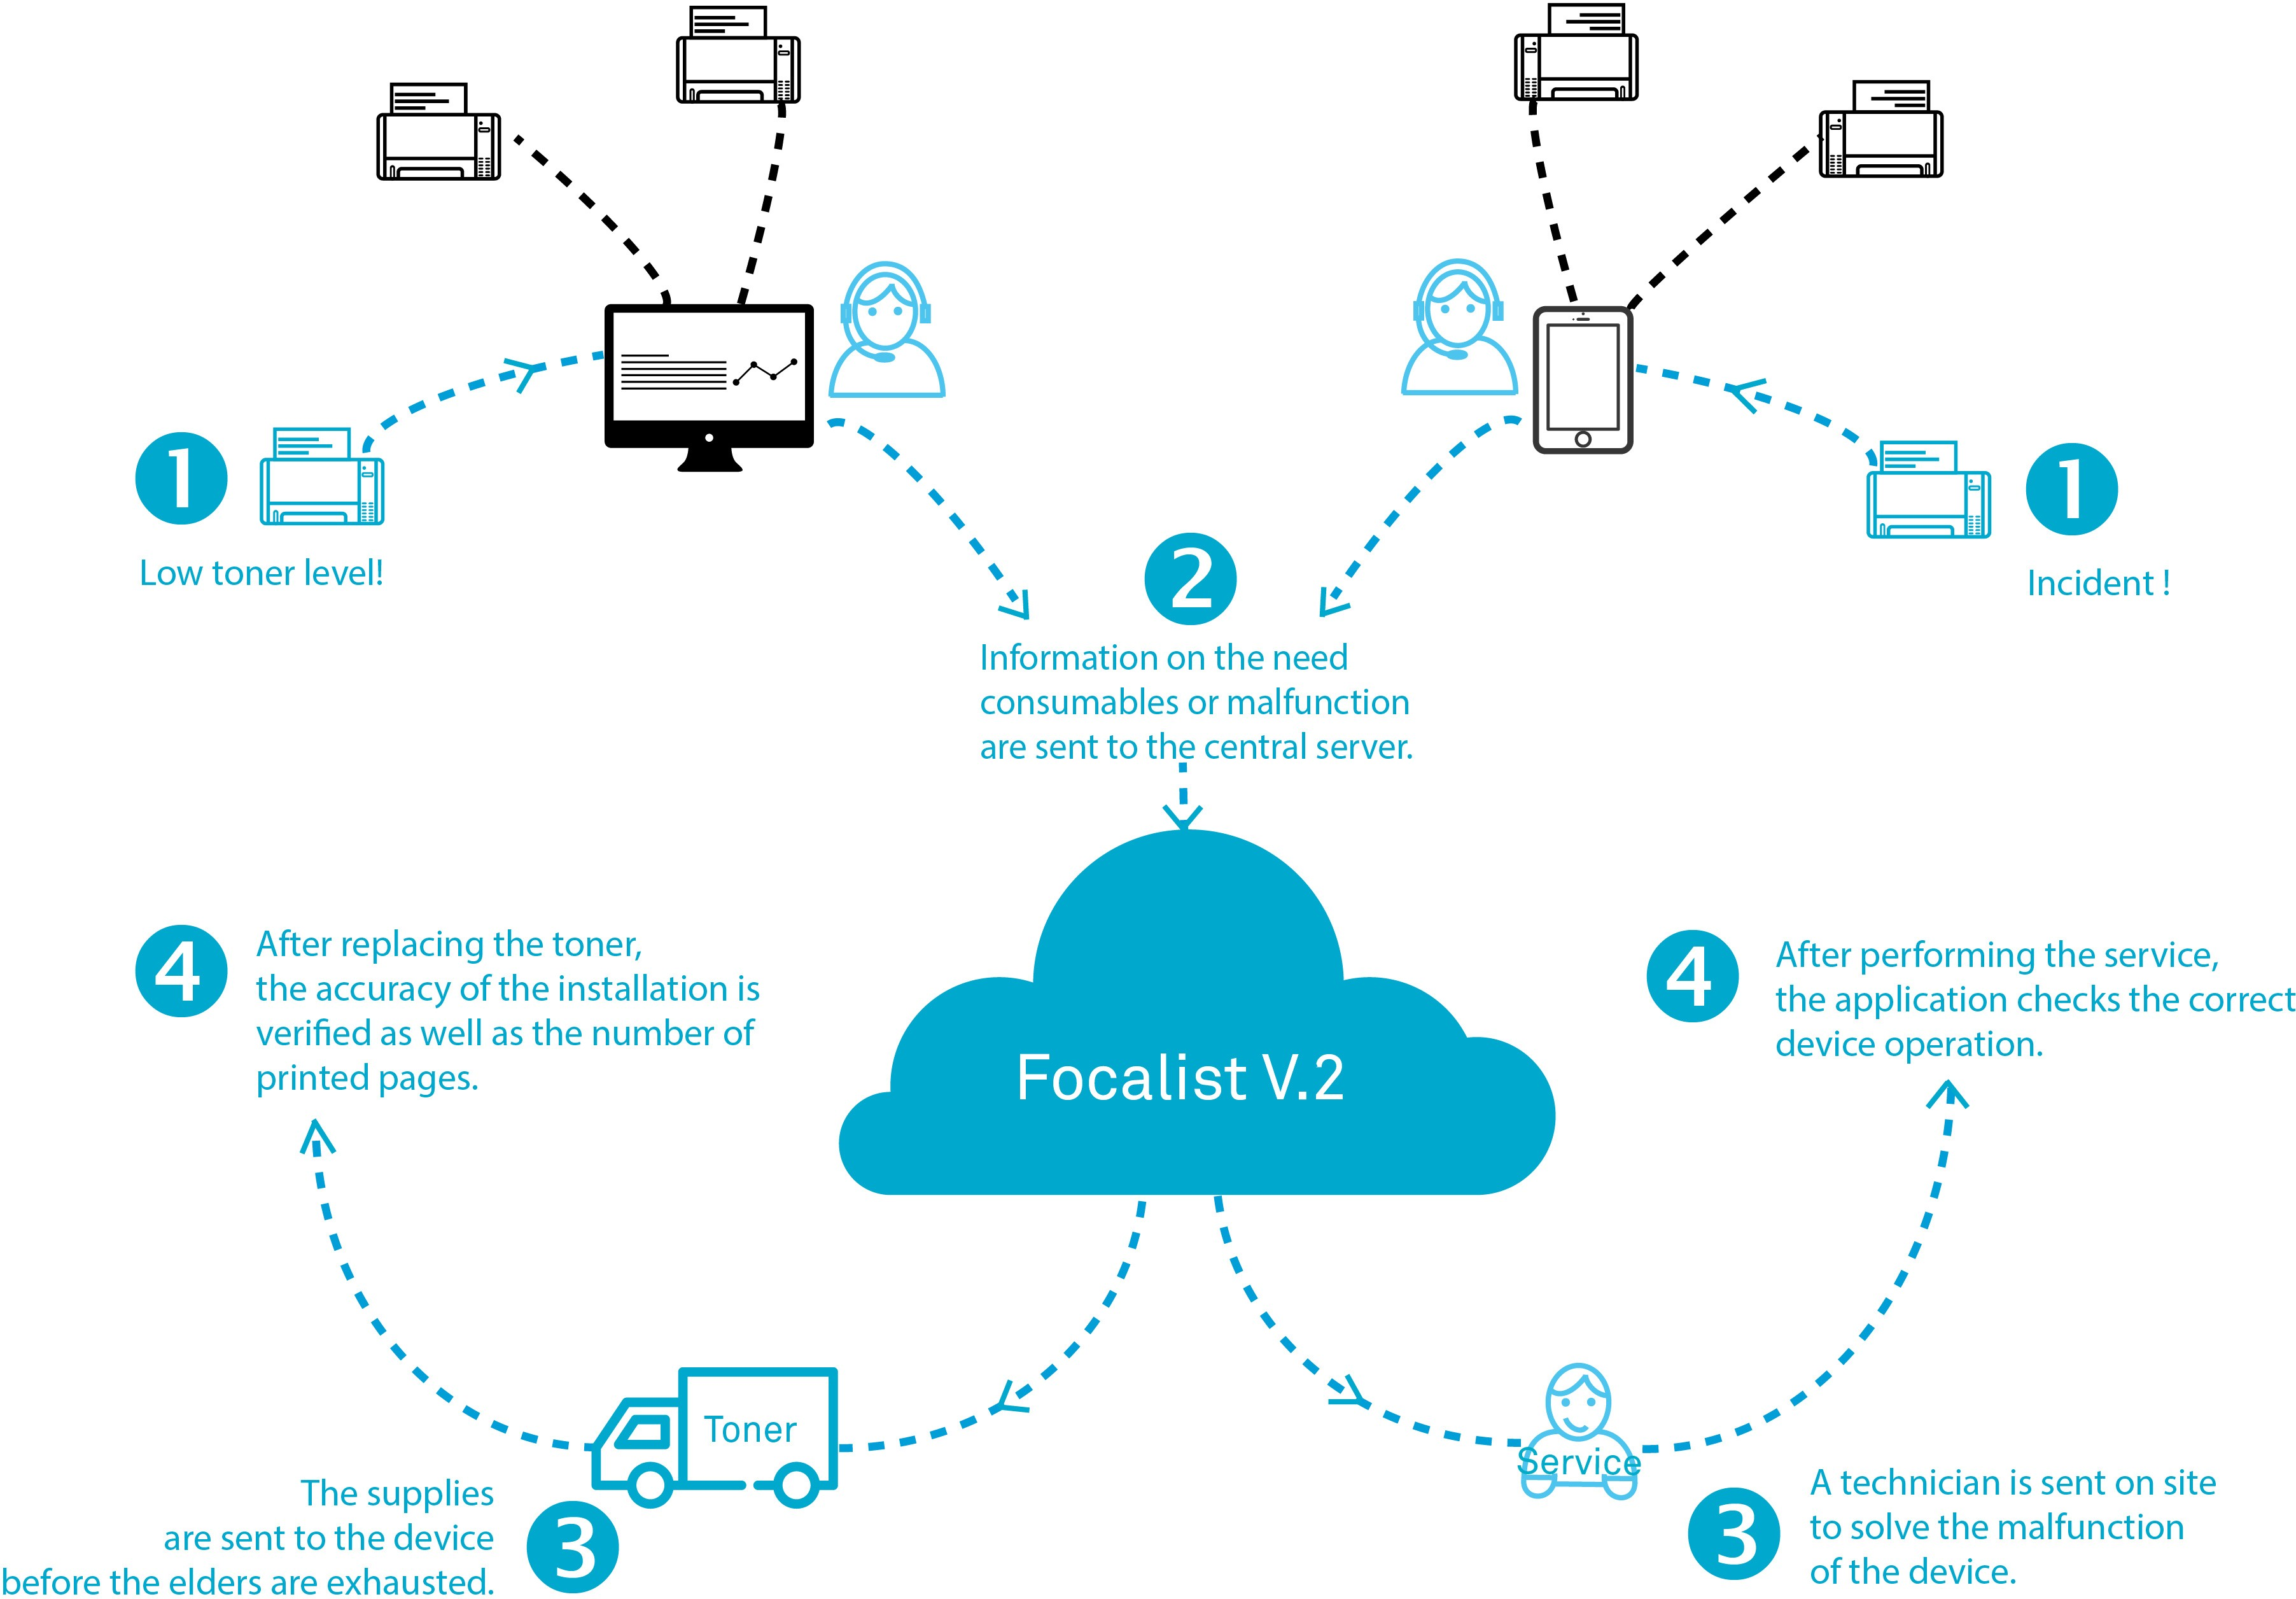 1
Low toner level!
1
Incident !
2
Information on the need
consumables or malfunction
are sent to the central server.
Focalist V.2
4
After replacing the toner,
the accuracy of the installation is
verified as well as the number of
printed pages.
4
After performing the service,
the application checks the correct
device operation.
Toner
The supplies
are sent to the device
before the elders are exhausted.
3
Service
3
A technician is sent on site
to solve the malfunction
of the device.